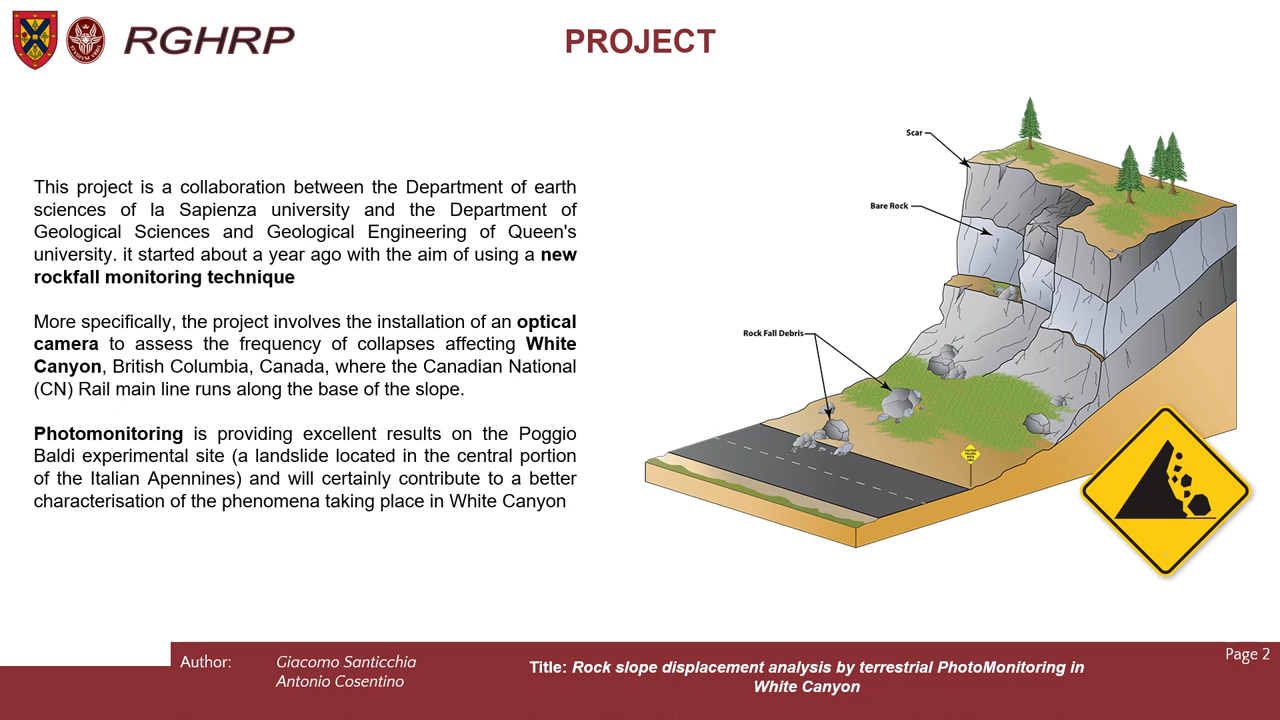 RGHRP
PROJECT
This project is a collaboration between the Department of earth
sciences of la Sapienza university and the Department of
Geological Sciences and Geological Engineering of Queen's
university. it started about a year ago with the aim of using a new
rockfall monitoring technique
More specifically, the project involves the installation of an optical
camera to assess the frequency of collapses affecting White
Canyon, British Columbia, Canada, where the Canadian National
(CN) Rail main line runs along the base of the slope.
Photomonitoring is providing excellent results on the Poggio
Baldi experimental site (a landslide located in the central portion
of the Italian Apennines) and will certainly contribute to a better
characterisation of the phenomena taking place in White Canyon
Scar
Bare Rock
Rock Fall Debris
Author:
Giacomo Santicchia
Antonio Cosentino
Title: Rock slope displacement analysis by terrestrial PhotoMonitoring in
White Canyon
Page 2